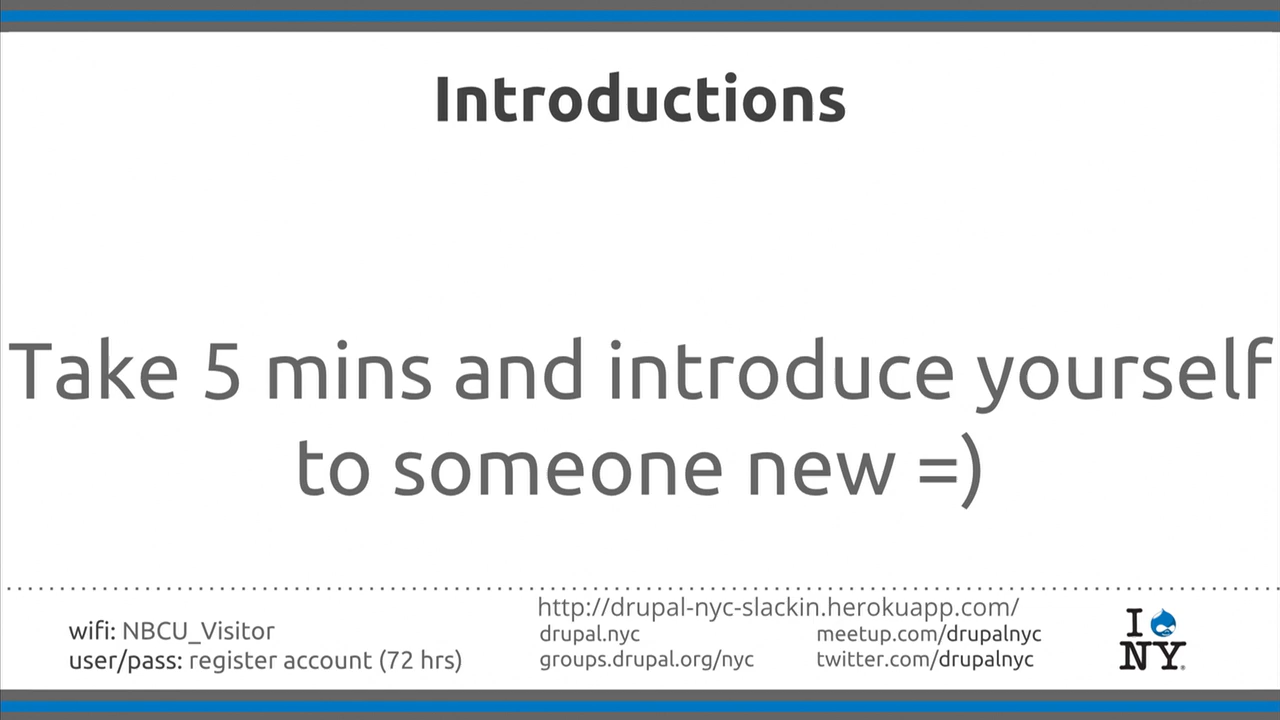 Introductions
Take 5 mins and introduce yourself
to someone new =)
http://drupal-nyc-slackin.herokuapp.com/
wifi: NBCU_Visitor
user/pass: register account (72 hrs)
drupal.nyc
groups.drupal.org/nyc
meetup.com/drupalnyc
twitter.com/drupalnyc
I
NY